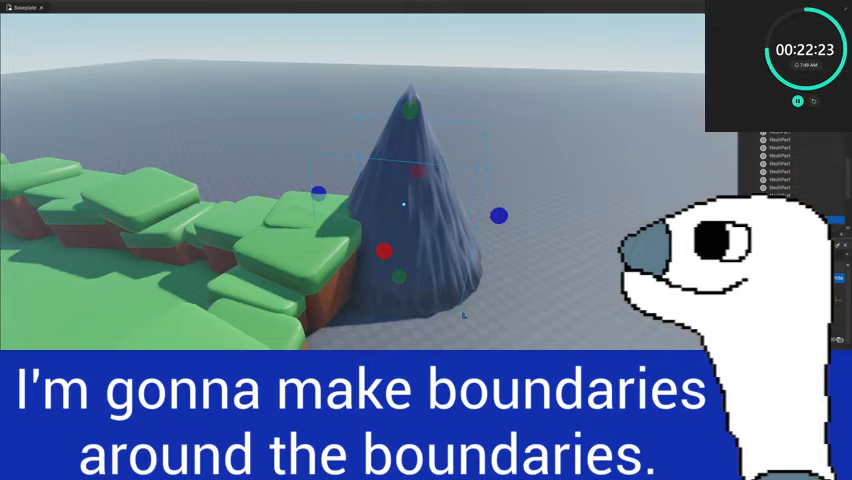 Baseplate ×
00:22:23
7:49 AM
MeshPart
MeshPart
MeshPart
MeshPart
MeshPart
MeshPart
MeshPart
MeshPart
I'm gonna make boundaries
around the boundaries.